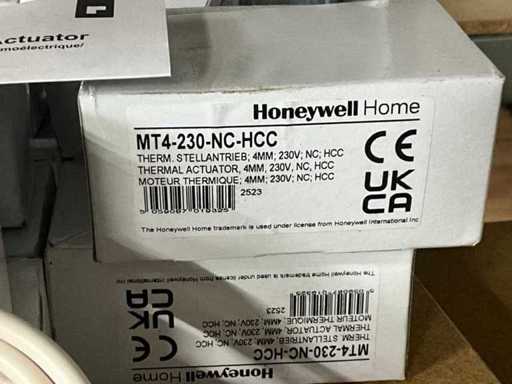 Actuator
moélectrique/
Honeywell Home
MT4-230-NC-HCC
THERM. STELLANTRIEB; 4MM; 230V; NC; HCC
THERMAL ACTUATOR, 4MM, 230V, NC, HCC
MOTEUR THERMIQUE; 4MM; 230V; NC; HCC
2523
CE
UK
CA
The Honeywell Home trademark is used under license from Honeywell International Inc
The Honeywell Home trademark is used under license from Honeywell International Inc.
2523
MOTEUR THERMIQUE; 4MM; 230V; NC; HCC
THERMAL ACTUATOR, 4MM, 230V, NC, HCC
THERM. STELLANTRIEB; 4MM; 230V; NC; HCC
MT4-230-NC-HCC
UK
CA
CE
Honeywell Home